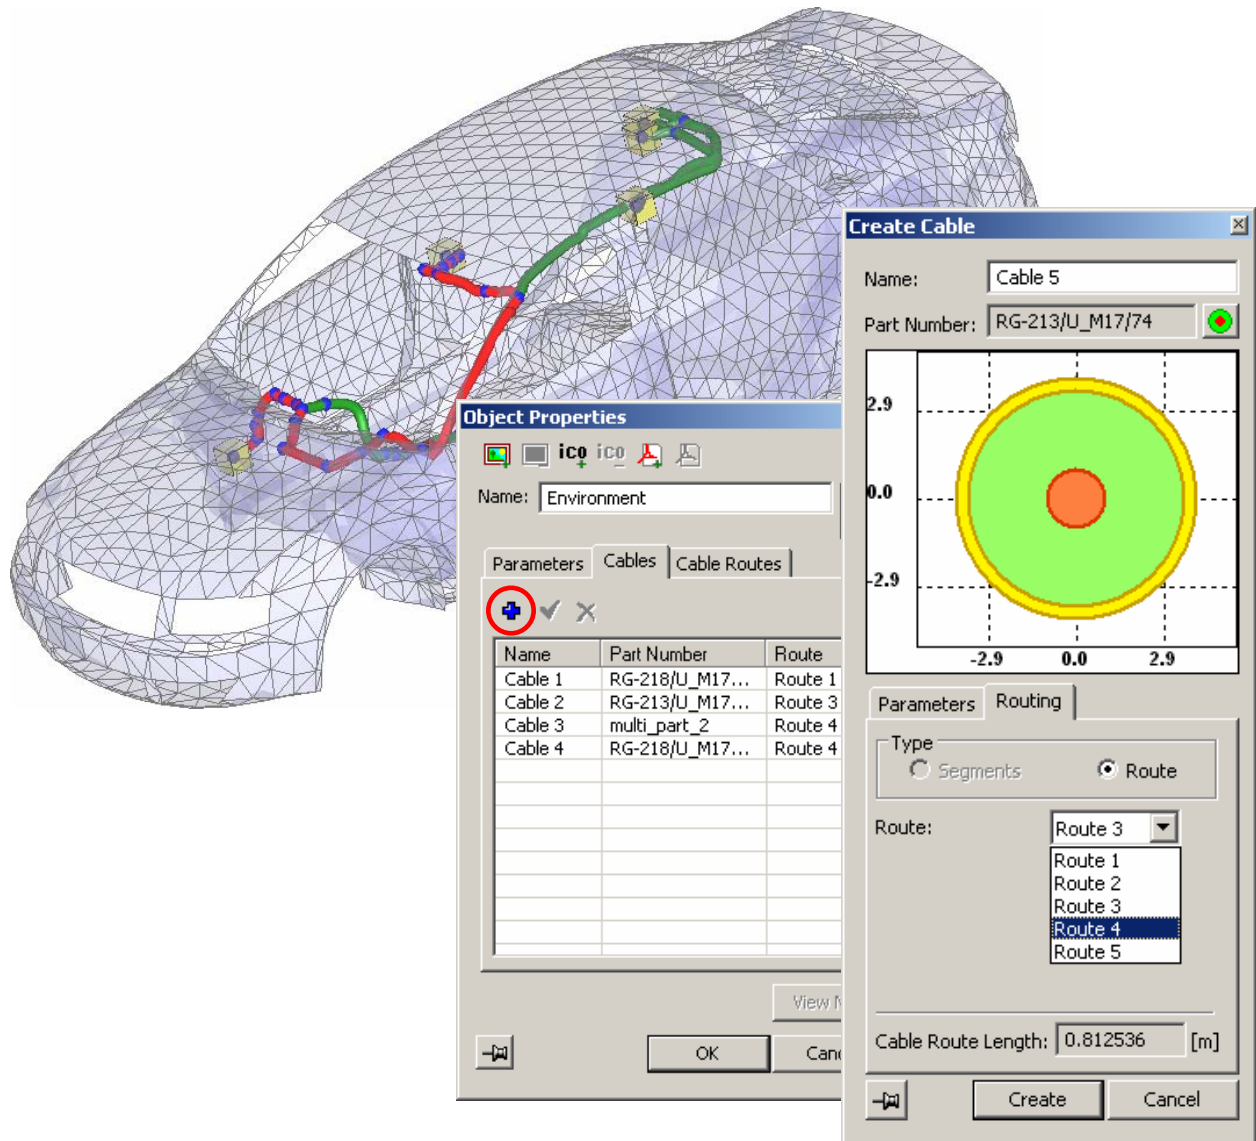 Create Cable
Name: Cable 5
Part Number: RG-213/U_M17/74
2.9
0.0
-2.9
-2.9 0.0 2.9
Parameters Routing
Type
Segments Route
Route: Route 3
Route 1
Route 2
Route 3
Route 4
Route 5
Cable Route Length: 0.812536 [m]
Create Cancel
Object Properties
ico ico
Name: Environment
Parameters Cables Cable Routes
Name Part Number Route
Cable 1 RG-218/U_M17... Route 1
Cable 2 RG-213/U_M17... Route 3
Cable 3 multi_part_2 Route 4
Cable 4 RG-218/U_M17... Route 4
View
OK